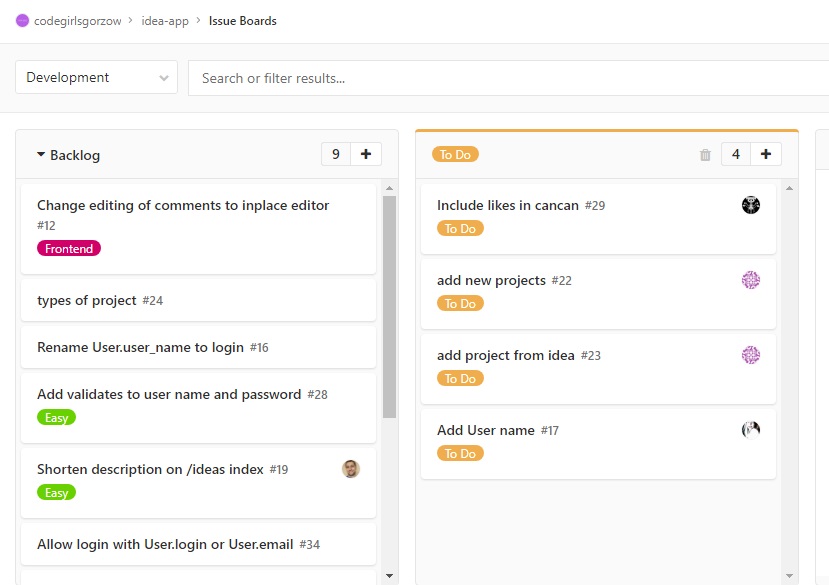 codegirlsgorzow > idea-app > Issue Boards
Development
Search or filter results...
Backlog
9
+
Change editing of comments to inplace editor
#12
Frontend
types of project #24
Rename User.user_name to login #16
Add validates to user name and password #28
Easy
Shorten description on /ideas index #19
Easy
Allow login with User.login or User.email #34
To Do
4
+
Include likes in cancan #29
To Do
add new projects #22
To Do
add project from idea #23
To Do
Add User name #17
To Do